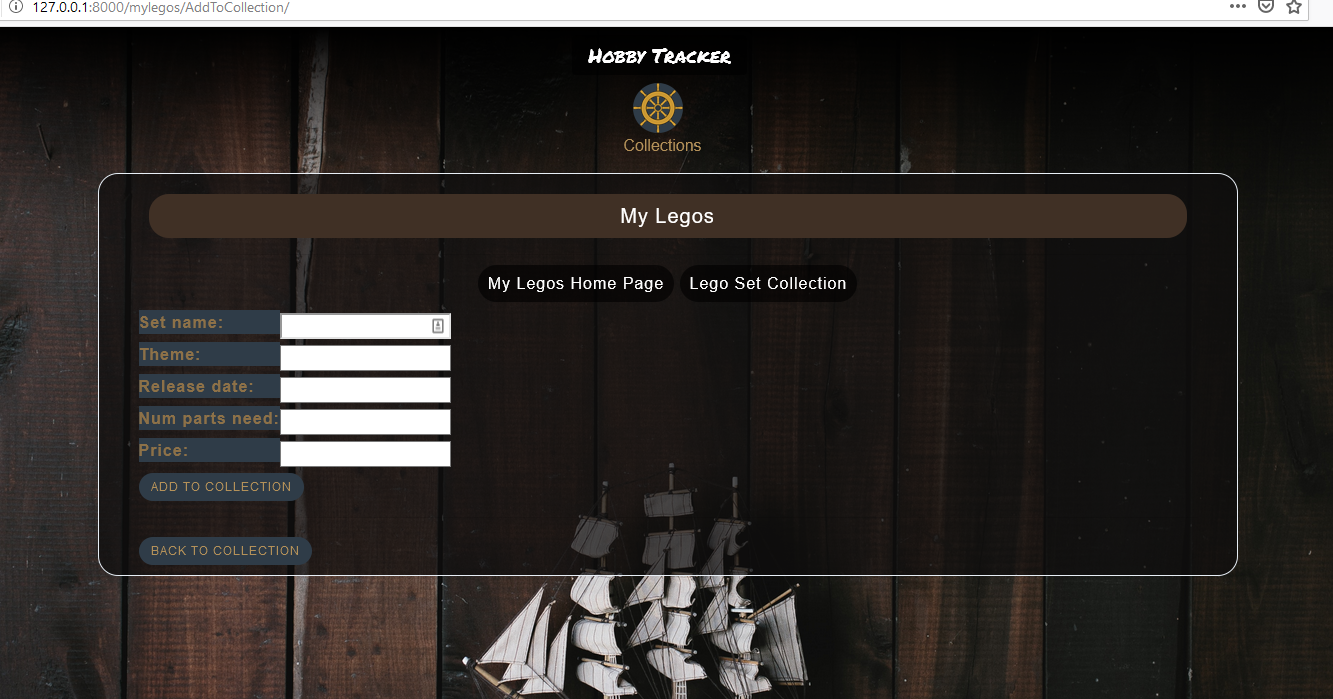 127.0.0.1:8000/mylegos/AddToCollection/
Hobby Tracker
Collections
My Legos
My Legos Home Page Lego Set Collection
Set name:
Theme:
Release date:
Num parts need:
Price:
ADD TO COLLECTION
BACK TO COLLECTION